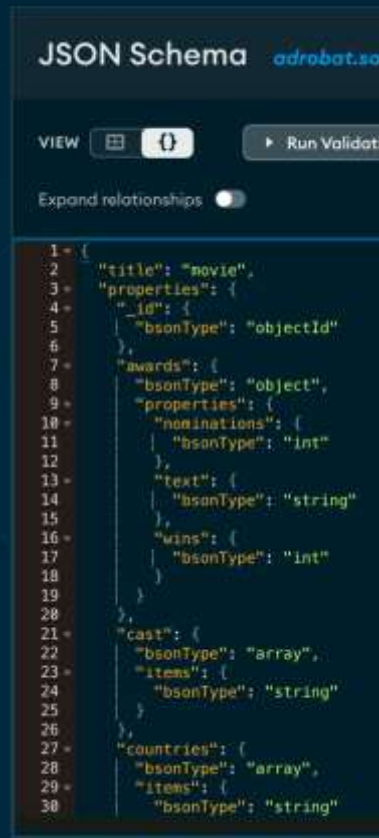 JSON Schema
VIEW {} Run Validat
Expand relationships
1 {
2 "title": "movie",
3 "properties": {
4 "_id": {
5 "bsonType": "objectId"
6 },
7 "awards": {
8 "bsonType": "object",
9 "properties": {
10 "nominations": {
11 "bsonType": "int"
12 },
13 "text": {
14 "bsonType": "string"
15 },
16 "wins": {
17 "bsonType": "int"
18 }
19 }
20 },
21 "cast": {
22 "bsonType": "array",
23 "items": {
24 "bsonType": "string"
25 }
26 },
27 "countries": {
28 "bsonType": "array",
29 "items": {
30 "bsonType": "string"